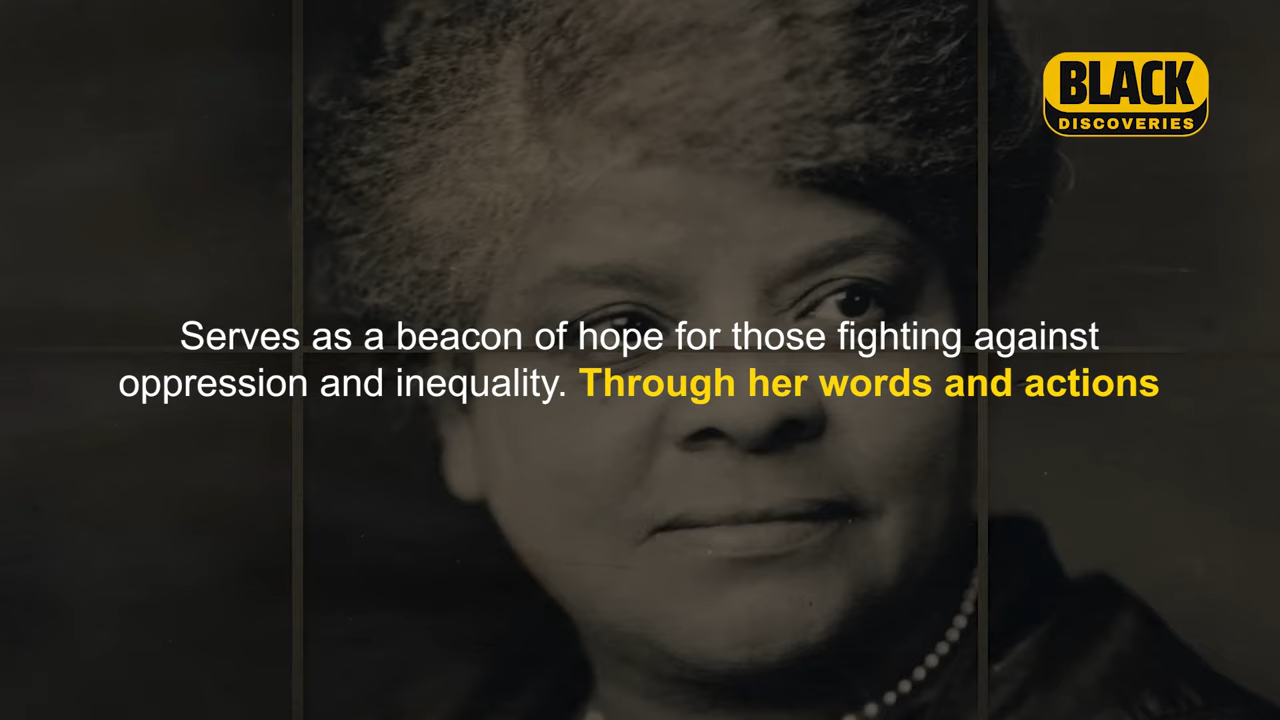 BLACK
DISCOVERIES
Serves as a beacon of hope for those fighting against
oppression and inequality. Through her words and actions